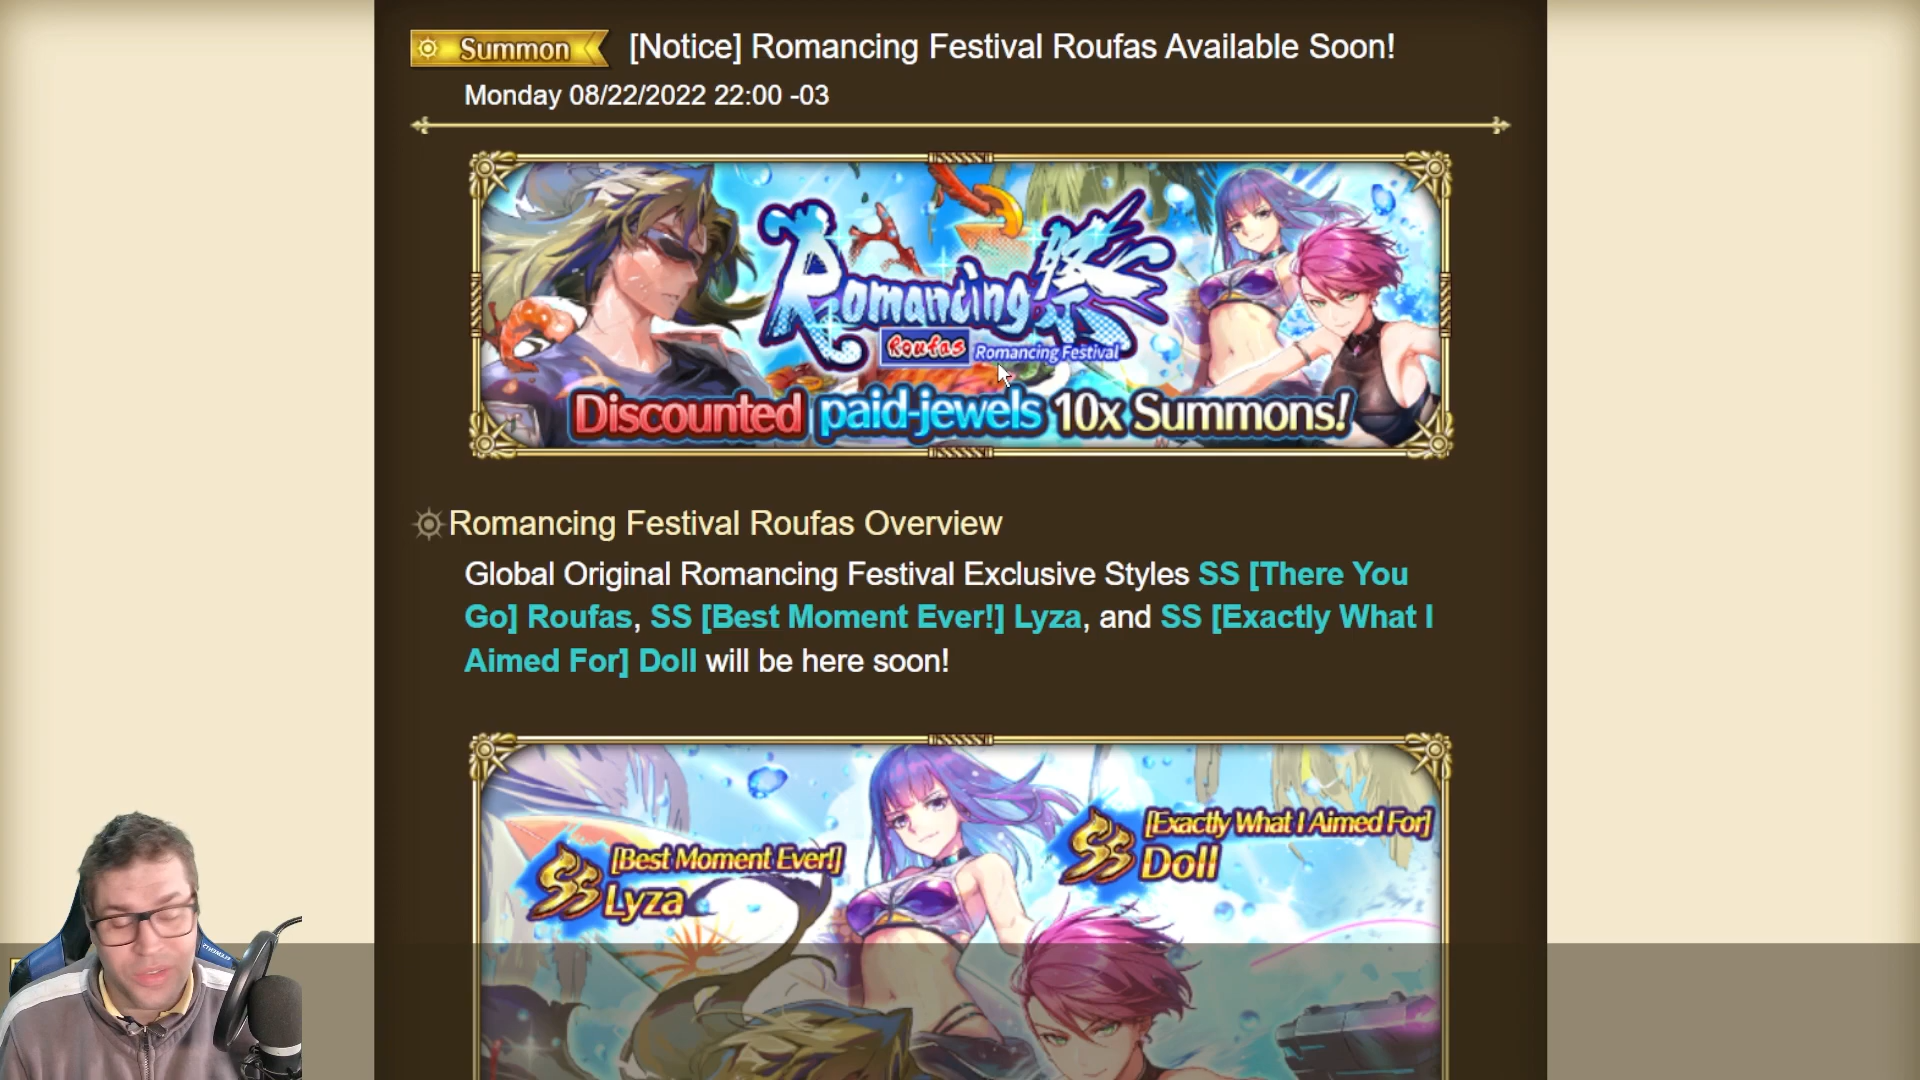 Summon
[Notice] Romancing Festival Roufas Available Soon!
Monday 08/22/2022 22:00 -03
Romancing祭
Roufas Romancing Festival
Discounted paid-jewels 10x Summons!
Romancing Festival Roufas Overview
Global Original Romancing Festival Exclusive Styles SS [There You
Go] Roufas, SS [Best Moment Ever!] Lyza, and SS [Exactly What I
Aimed For] Doll will be here soon!
SS [Best Moment Ever!]
Lyza
SS [Exactly What I Aimed For]
Doll